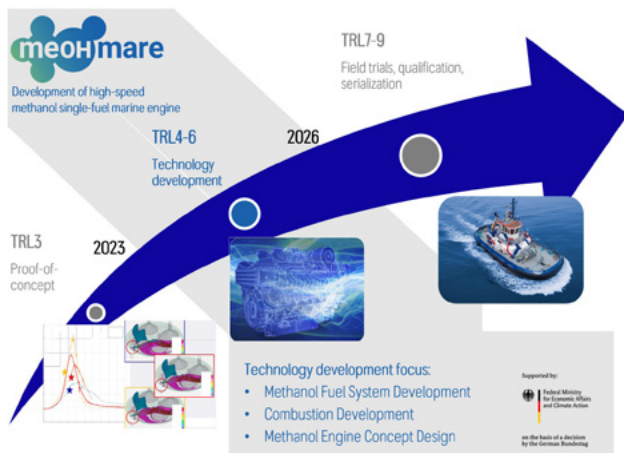 meOHmare
Development of high-speed
methanol single-fuel marine engine
TRL7-9
Field trials, qualification,
serialization
TRL4-6
Technology
development
2026
TRL3
Proof-of-
concept
2023
Technology development focus:
• Methanol Fuel System Development
• Combustion Development
• Methanol Engine Concept Design
Supported by:
Federal Ministry
for Economic Affairs
and Climate Action
on the basis of a decision
by the German Bundestag